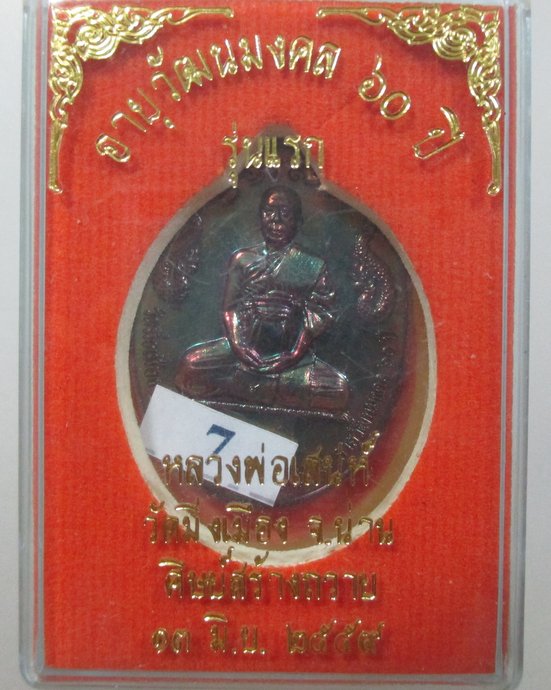 อายุวัฒนมงคล ๖๐ ปี
รุ่นแรก
7
หลวงพ่อเสน่ห์
วัดมิ่งเมือง จ.น่าน
ศิษย์สร้างถวาย
๑๓ มิ.ย. ๒๕๕๙